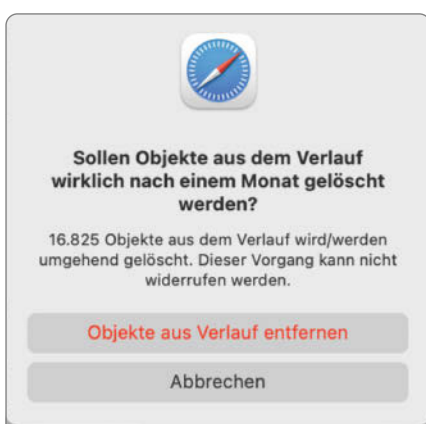 Sollen Objekte aus dem Verlauf
wirklich nach einem Monat gelöscht
werden?
16.825 Objekte aus dem Verlauf wird/werden
umgehend gelöscht. Dieser Vorgang kann nicht
widerrufen werden.
Objekte aus Verlauf entfernen
Abbrechen